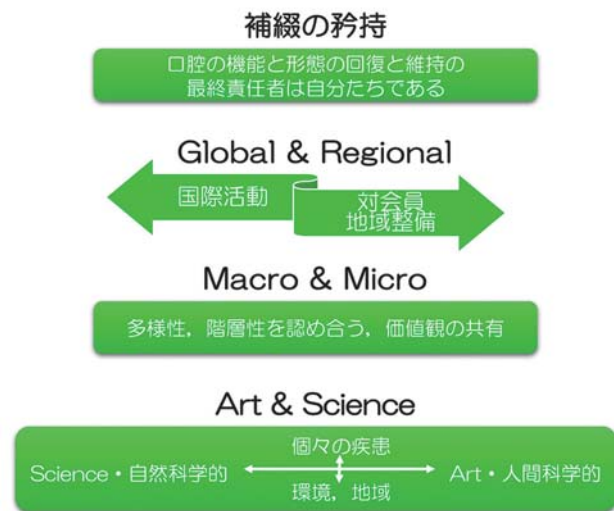 補綴の矜持
口腔の機能と形態の回復と維持の
最終責任者は自分たちである
Global & Regional
国際活動
対会員
地域整備
Macro & Micro
多様性，階層性を認め合う，価値観の共有
Art & Science
個々の疾患
Science・自然科学的
Art・人間科学的
環境，地域